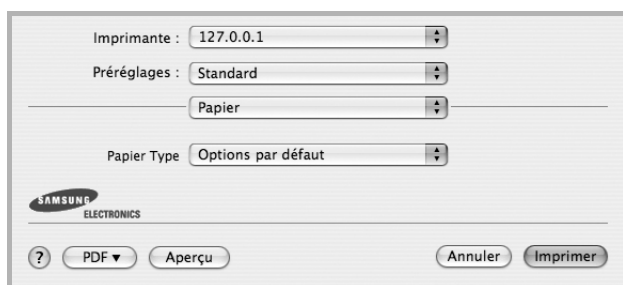 Imprimante : 127.0.0.1
Préréglages : Standard
Papier
Papier Type Options par défaut
SAMSUNG
ELECTRONICS
? PDF ▼ Aperçu Annuler Imprimer